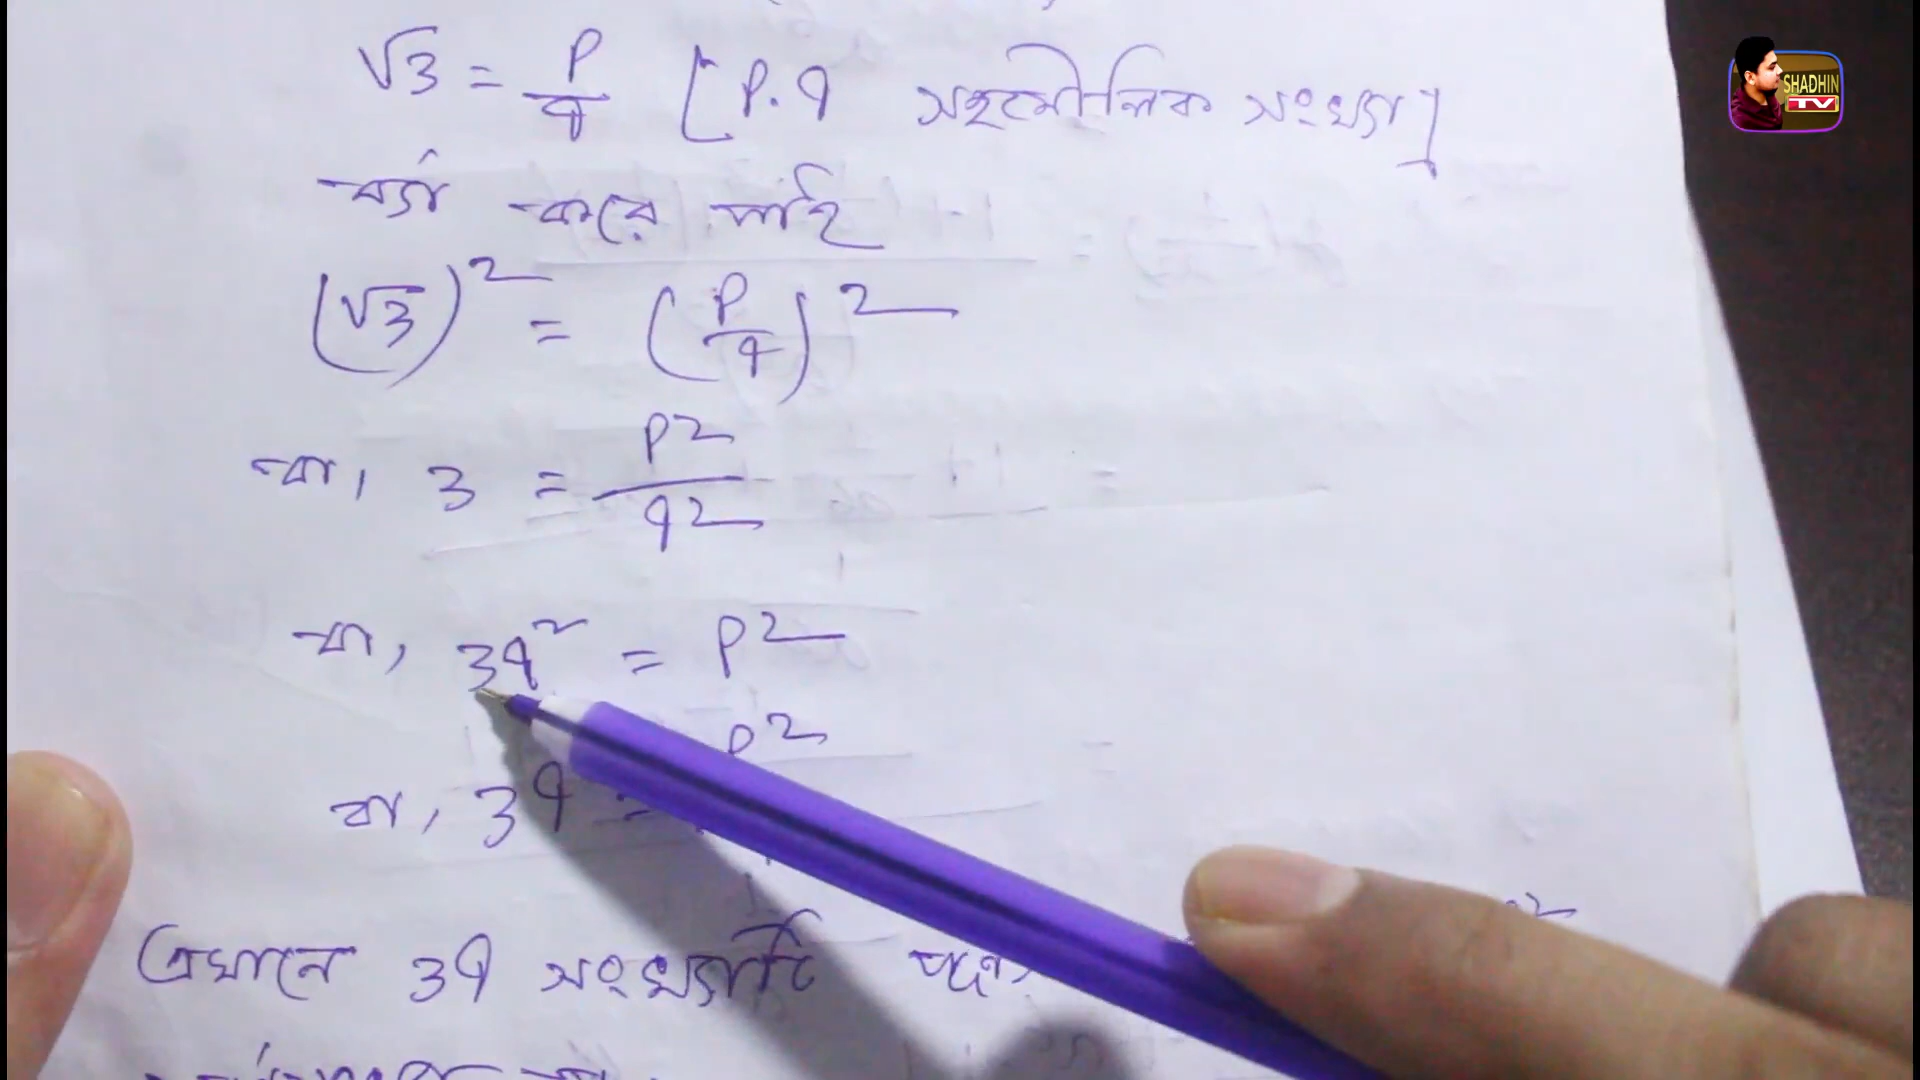 √3 = p/q [p.q সহমৌলিক সংখ্যা]
বর্গ করে পাই
(√3)² = (p/q)²
বা, 3 = p²/q²
বা, 3q² = p²
বা, 3q = p²
এখানে 3q সংখ্যাটি
SHADHIN
TV